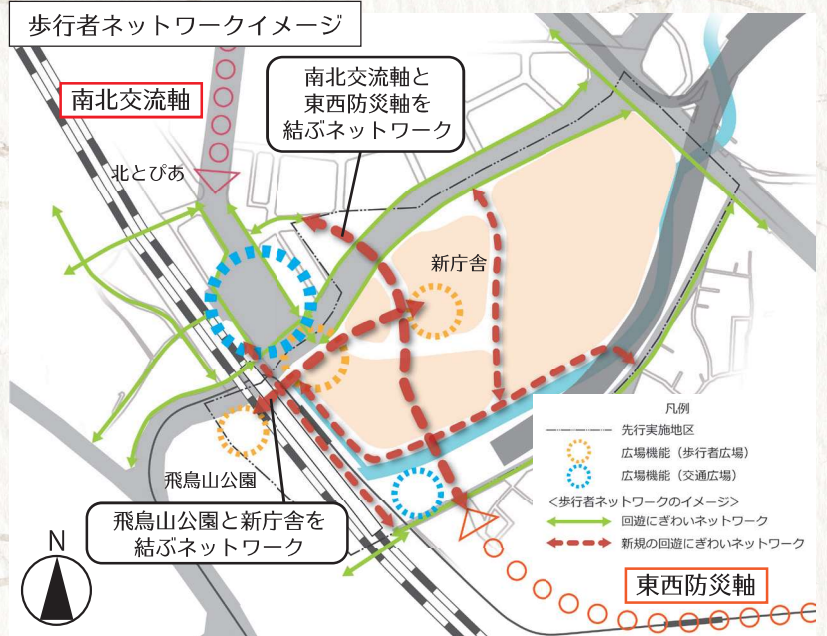 歩行者ネットワークイメージ
南北交流軸
南北交流軸と
東西防災軸を
結ぶネットワーク
北とぴあ
新庁舎
飛鳥山公園
飛鳥山公園と新庁舎を
結ぶネットワーク
N
凡例
先行実施地区
広場機能（歩行者広場）
広場機能（交通広場）
＜歩行者ネットワークのイメージ＞
回遊にぎわいネットワーク
新規の回遊にぎわいネットワーク
東西防災軸